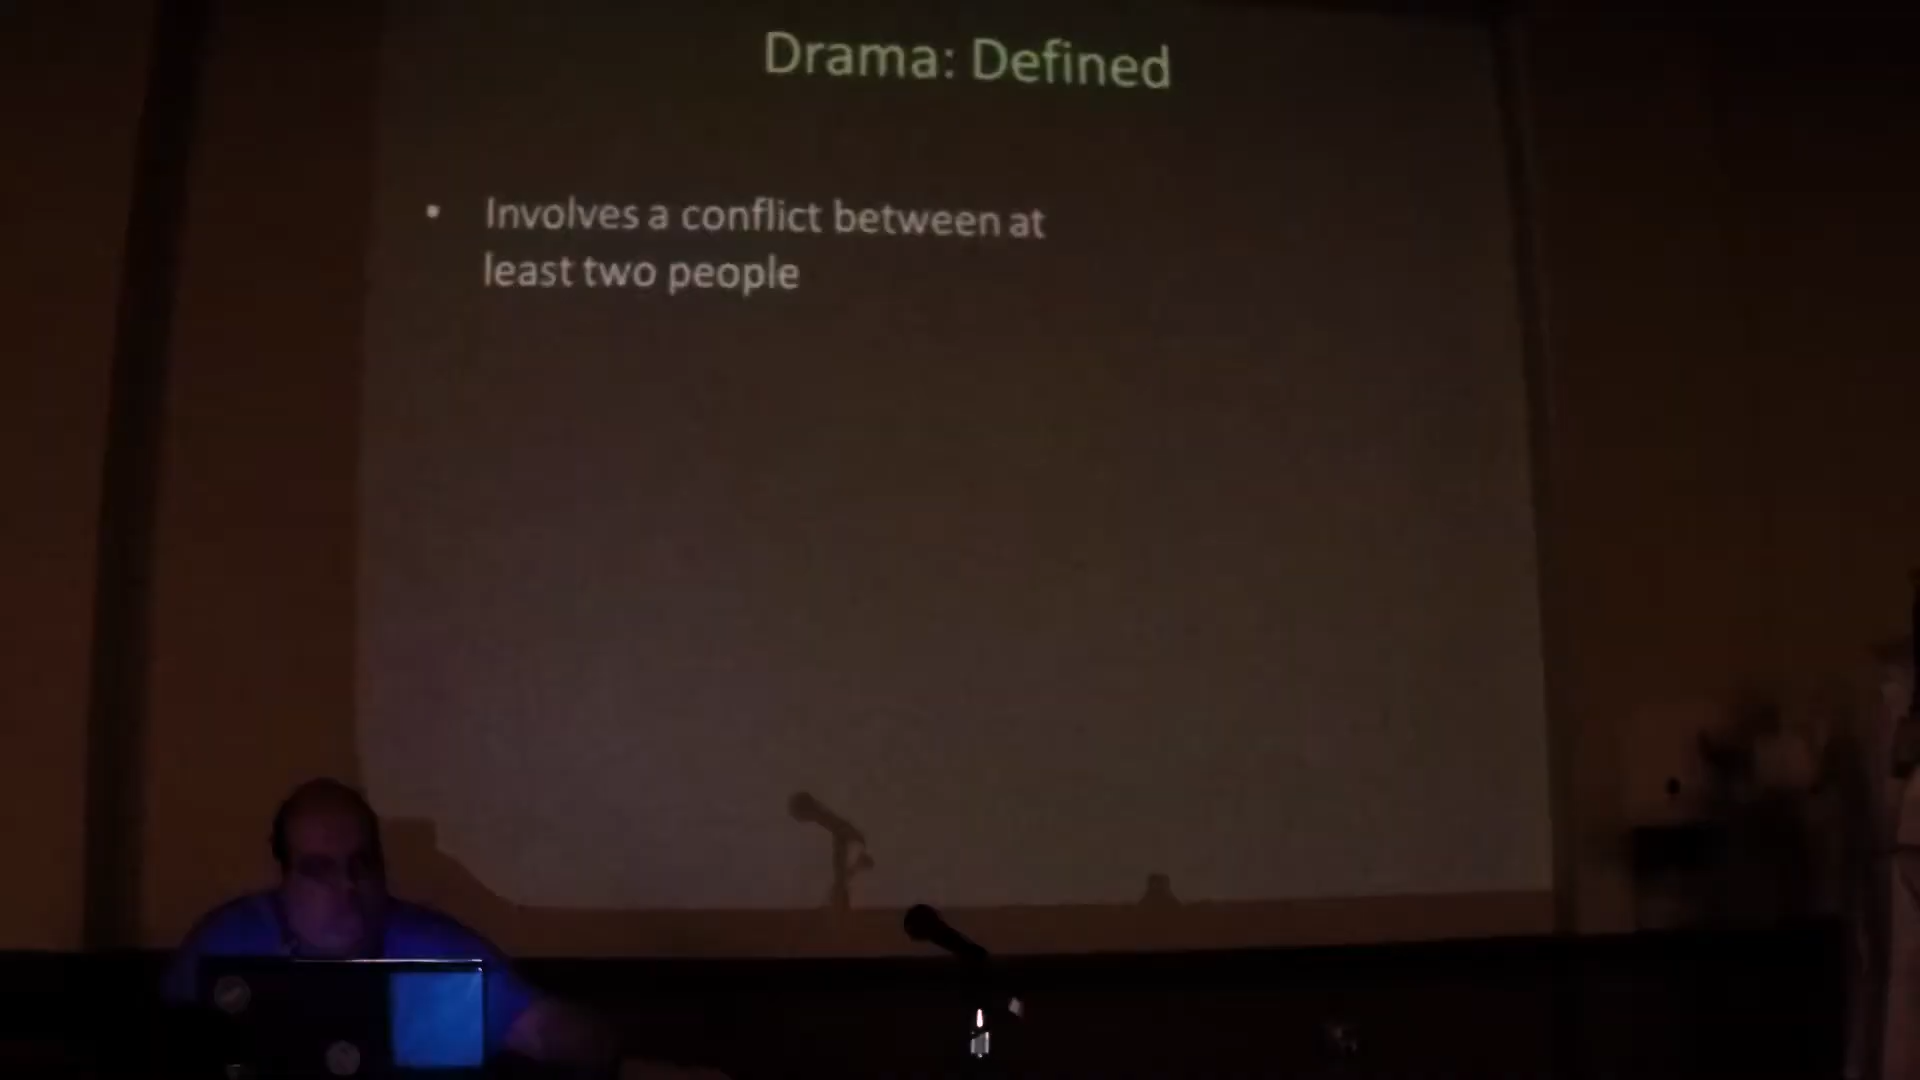 Drama: Defined
• Involves a conflict between at
least two people